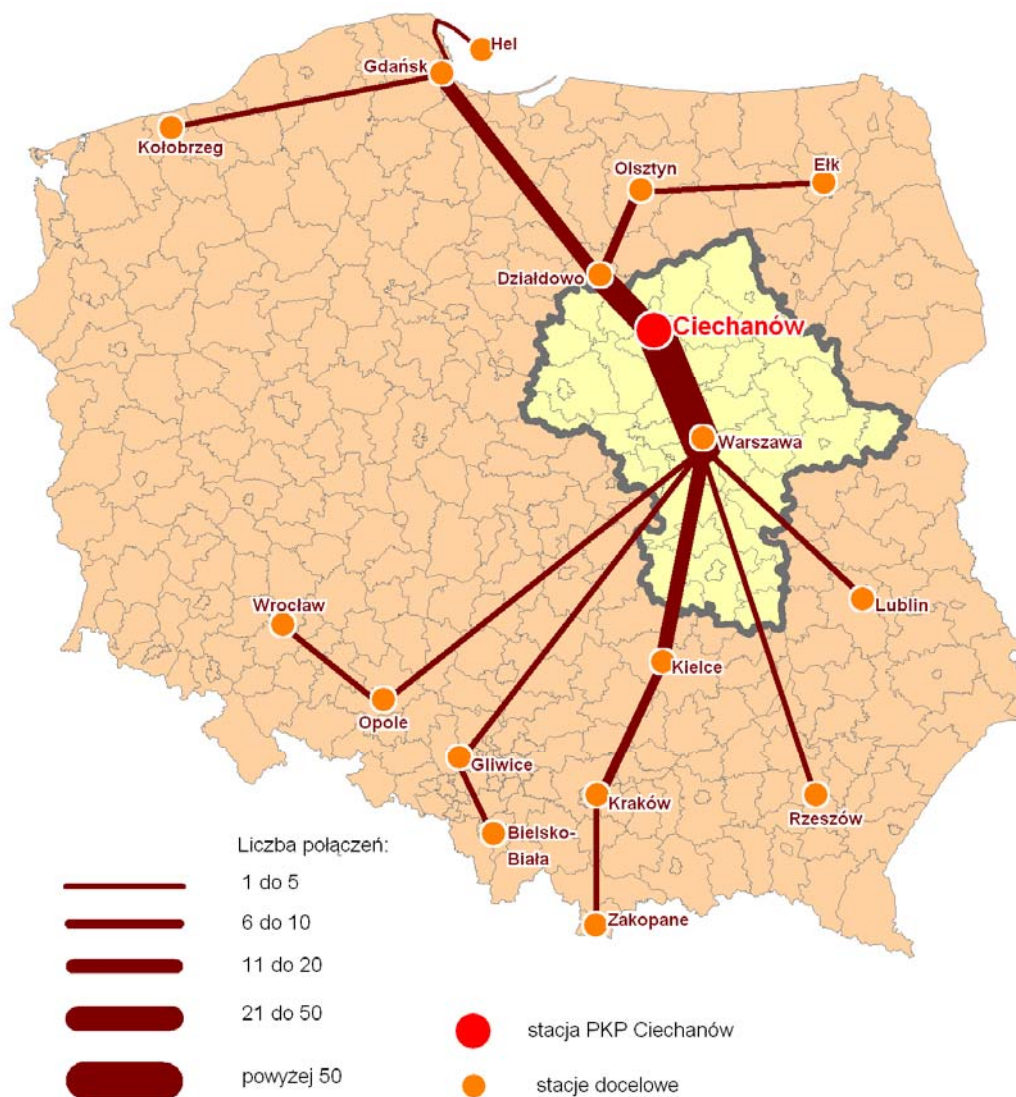 Hel
Gdańsk
Kołobrzeg
Olsztyn
Ełk
Działdowo
Ciechanów
Warszawa
Wrocław
Lublin
Kielce
Opole
Gliwice
Kraków
Rzeszów
Bielsko-
Biała
Zakopane
Liczba połączeń:
1 do 5
6 do 10
11 do 20
21 do 50
powyżej 50
stacja PKP Ciechanów
stacje docelowe